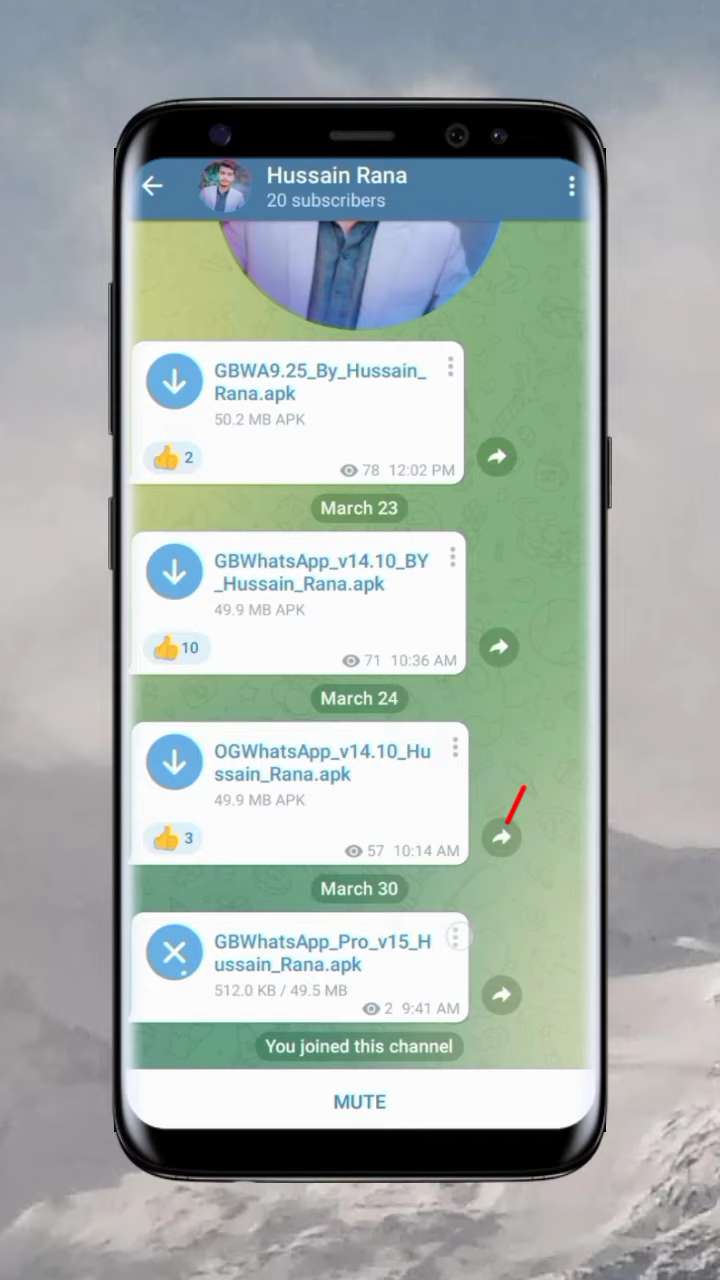 Hussain Rana
20 subscribers
GBWA9.25_By_Hussain_
Rana.apk
50.2 MB APK
2
78 12:02 PM
March 23
GBWhatsApp_v14.10_BY
_Hussain_Rana.apk
49.9 MB APK
10
71 10:36 AM
March 24
OGWhatsApp_v14.10_Hu
ssain_Rana.apk
49.9 MB APK
3
57 10:14 AM
March 30
GBWhatsApp_Pro_v15_H
ussain_Rana.apk
512.0 KB / 49.5 MB
2 9:41 AM
You joined this channel
MUTE